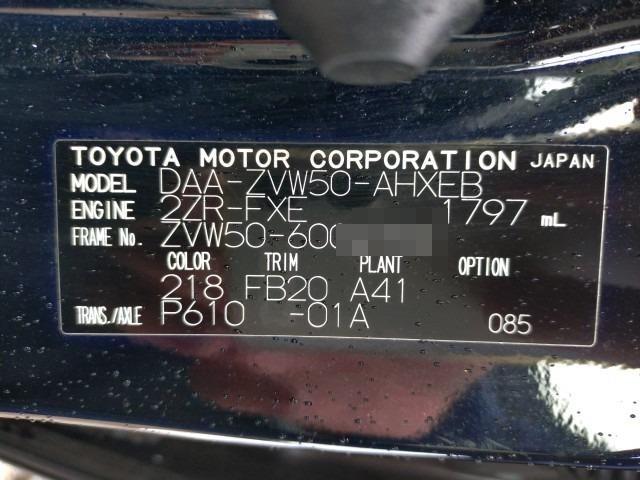 TOYOTA MOTOR CORPORATION JAPAN
MODEL DAA-ZVW50-AHXEB
ENGINE 2ZR-FXE 1797 mL
FRAME No. ZVW50-600
COLOR TRIM PLANT OPTION
218 FB20 A41
TRANS./AXLE P610 -01A 085